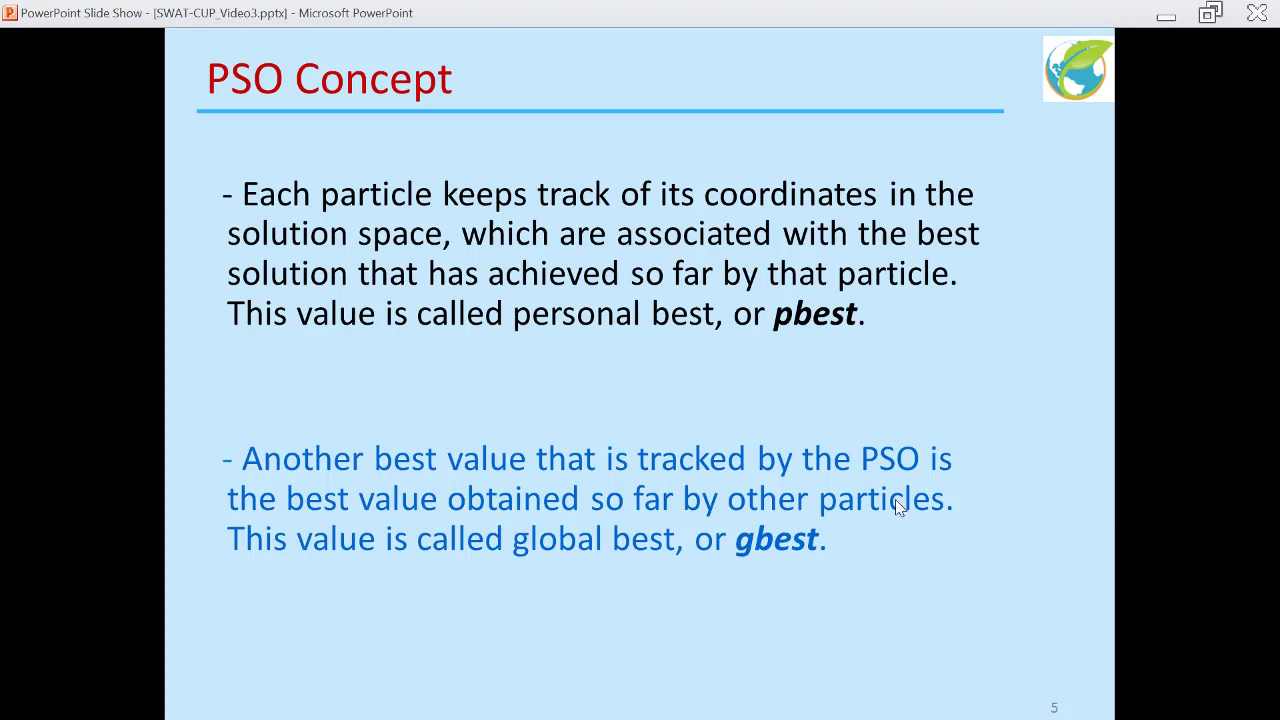 PowerPoint Slide Show - [SWAT-CUP_Video3.pptx] - Microsoft PowerPoint
PSO Concept
- Each particle keeps track of its coordinates in the
solution space, which are associated with the best
solution that has achieved so far by that particle.
This value is called personal best, or pbest.
- Another best value that is tracked by the PSO is
the best value obtained so far by other particles.
This value is called global best, or gbest.
5